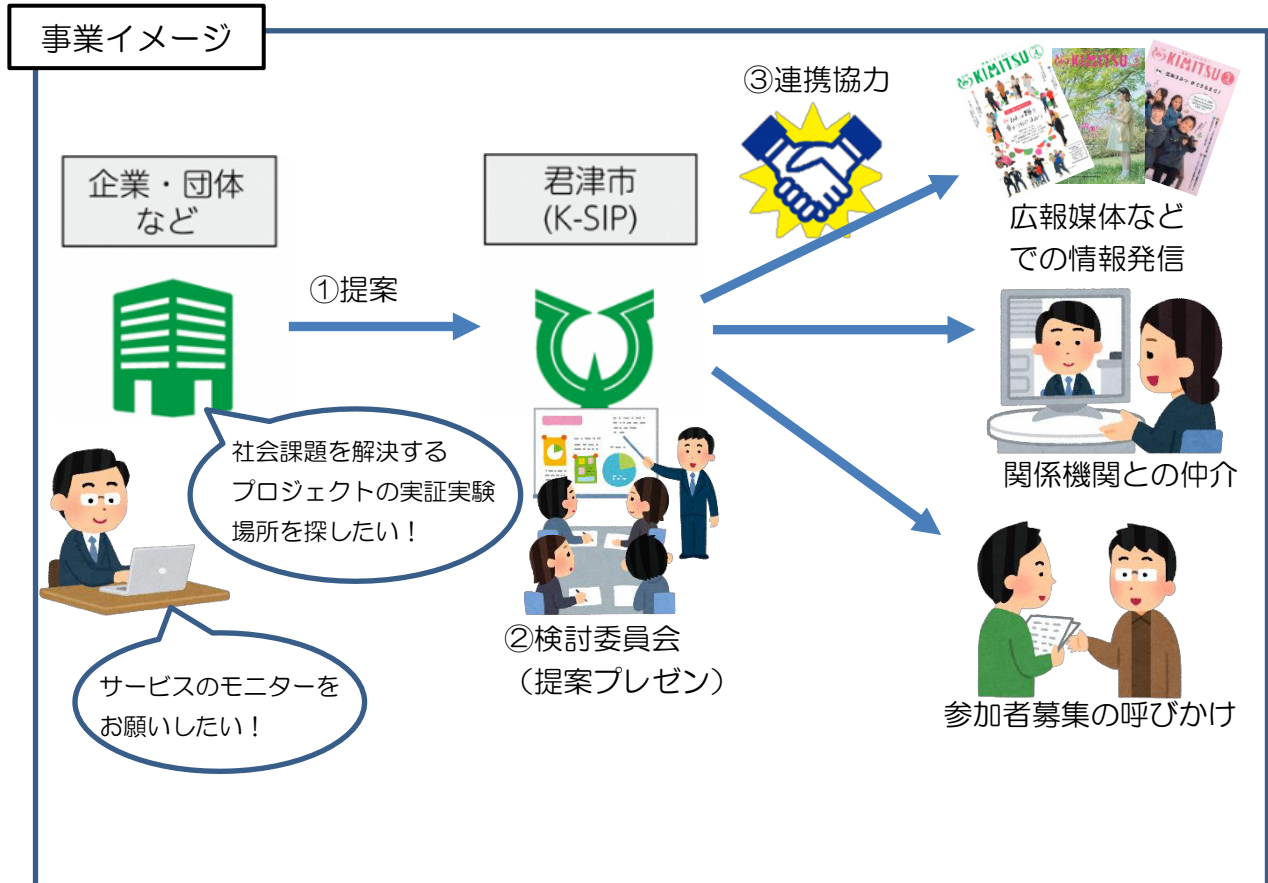 事業イメージ
企業・団体
など
①提案
君津市
(K-SIP)
③連携協力
KIMITSU
KIMITSU
KIMITSU
広報媒体など
での情報発信
関係機関との仲介
参加者募集の呼びかけ
社会課題を解決する
プロジェクトの実証実験
場所を探したい！
サービスのモニターを
お願いしたい！
②検討委員会
（提案プレゼン）